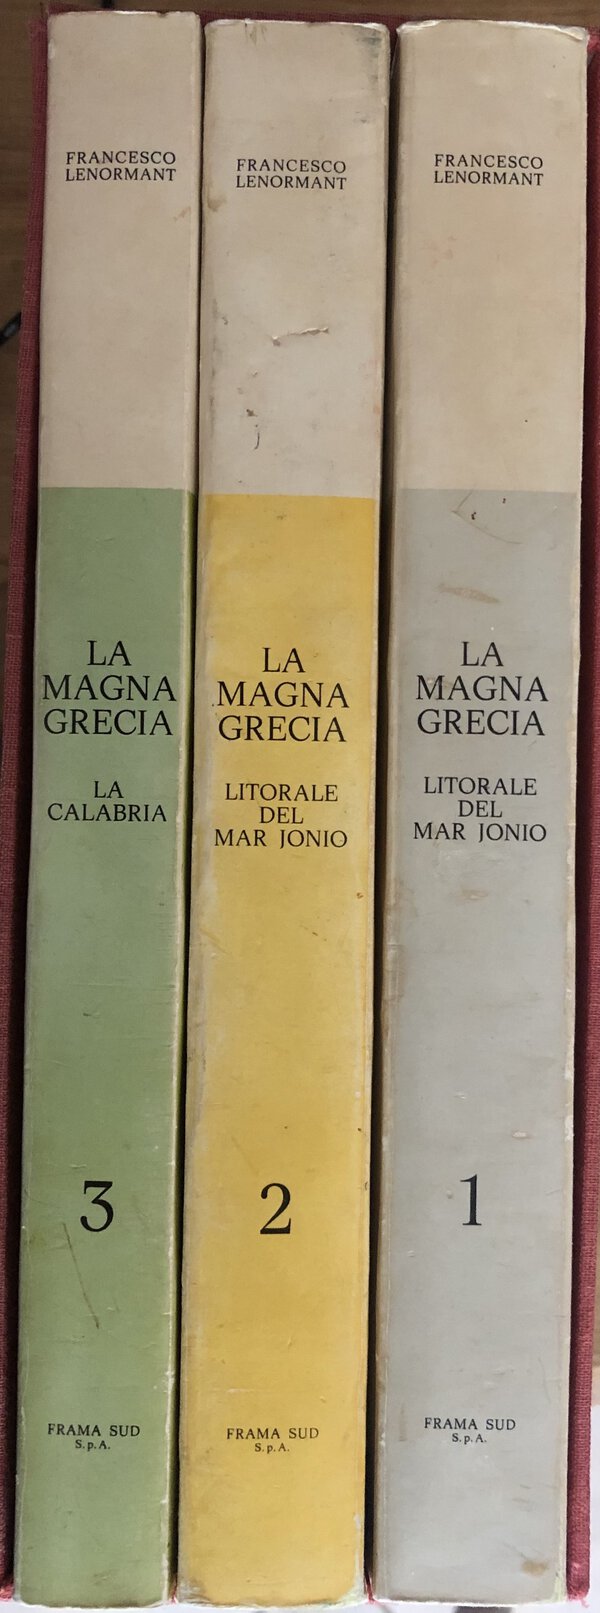 FRANCESCO
LENORMANT
LA
MAGNA
GRECIA
LA
CALABRIA
3
FRAMA SUD
S.p.A.
FRANCESCO
LENORMANT
LA
MAGNA
GRECIA
LITORALE
DEL
MAR JONIO
2
FRAMA SUD
S.p.A.
FRANCESCO
LENORMANT
LA
MAGNA
GRECIA
LITORALE
DEL
MAR JONIO
1
FRAMA SUD
S.p.A.